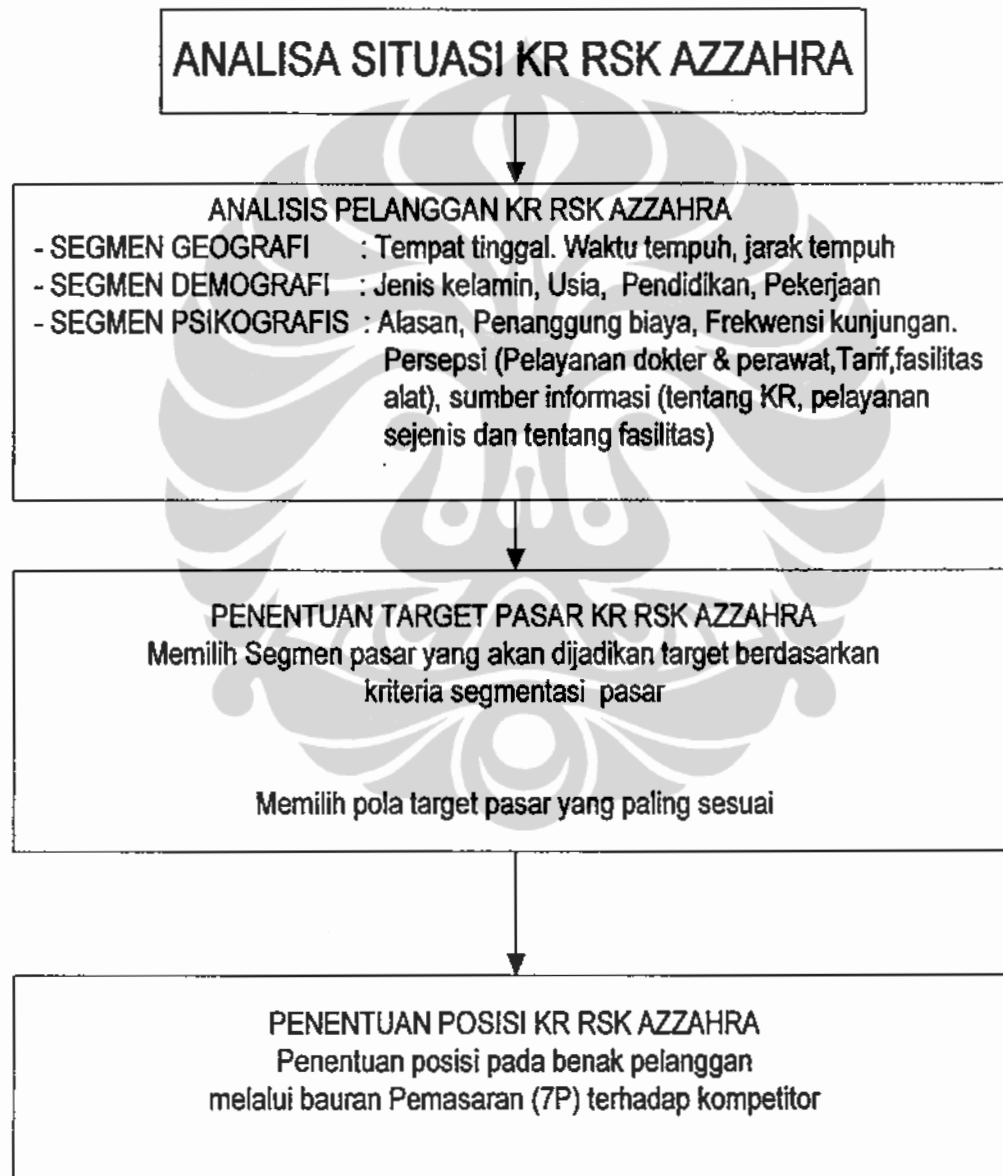 ANALISA SITUASI KR RSK AZZAHRA
ANALISIS PELANGGAN KR RSK AZZAHRA
- SEGMEN GEOGRAFI : Tempat tinggal. Waktu tempuh, jarak tempuh
- SEGMEN DEMOGRAFI : Jenis kelamin, Usia, Pendidikan, Pekerjaan
- SEGMEN PSIKOGRAFIS : Alasan, Penanggung biaya, Frekwensi kunjungan.
Persepsi (Pelayanan dokter & perawat,Tarif,fasilitas
alat), sumber informasi (tentang KR, pelayanan
sejenis dan tentang fasilitas)
PENENTUAN TARGET PASAR KR RSK AZZAHRA
Memilih Segmen pasar yang akan dijadikan target berdasarkan
kriteria segmentasi pasar
Memilih pola target pasar yang paling sesuai
PENENTUAN POSISI KR RSK AZZAHRA
Penentuan posisi pada benak pelanggan
melalui bauran Pemasaran (7P) terhadap kompetitor